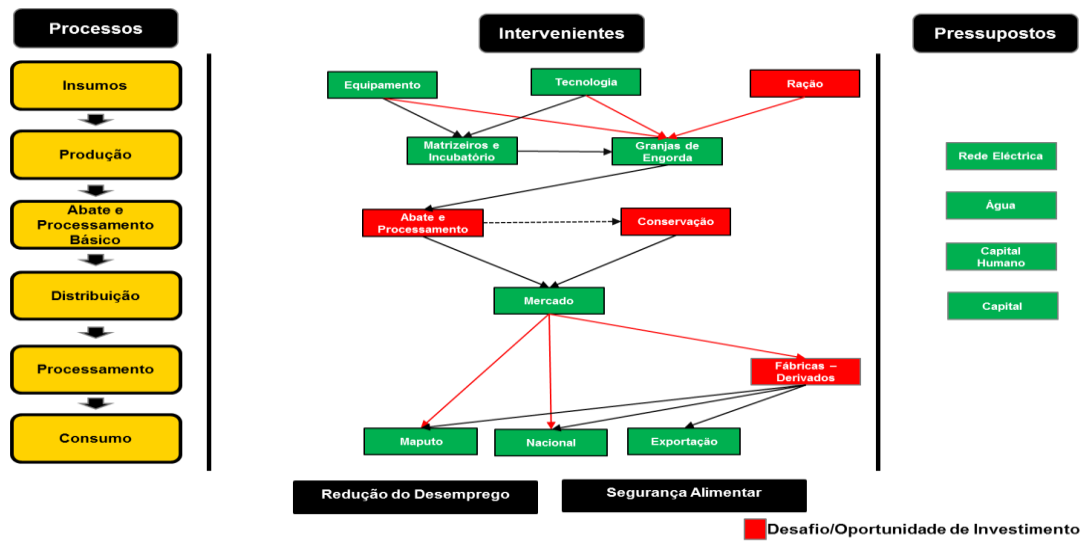 Processos
Intervenientes
Pressupostos
Insumos
Equipamento
Tecnologia
Ração
Produção
Matrizeiros e
Incubatório
Granjas de
Engorda
Rede Eléctrica
Abate e
Processamento
Básico
Abate e
Processamento
Conservação
Água
Capital
Humano
Distribuição
Mercado
Capital
Processamento
Fábricas –
Derivados
Consumo
Maputo
Nacional
Exportação
Redução do Desemprego
Segurança Alimentar
Desafio/Oportunidade de Investimento